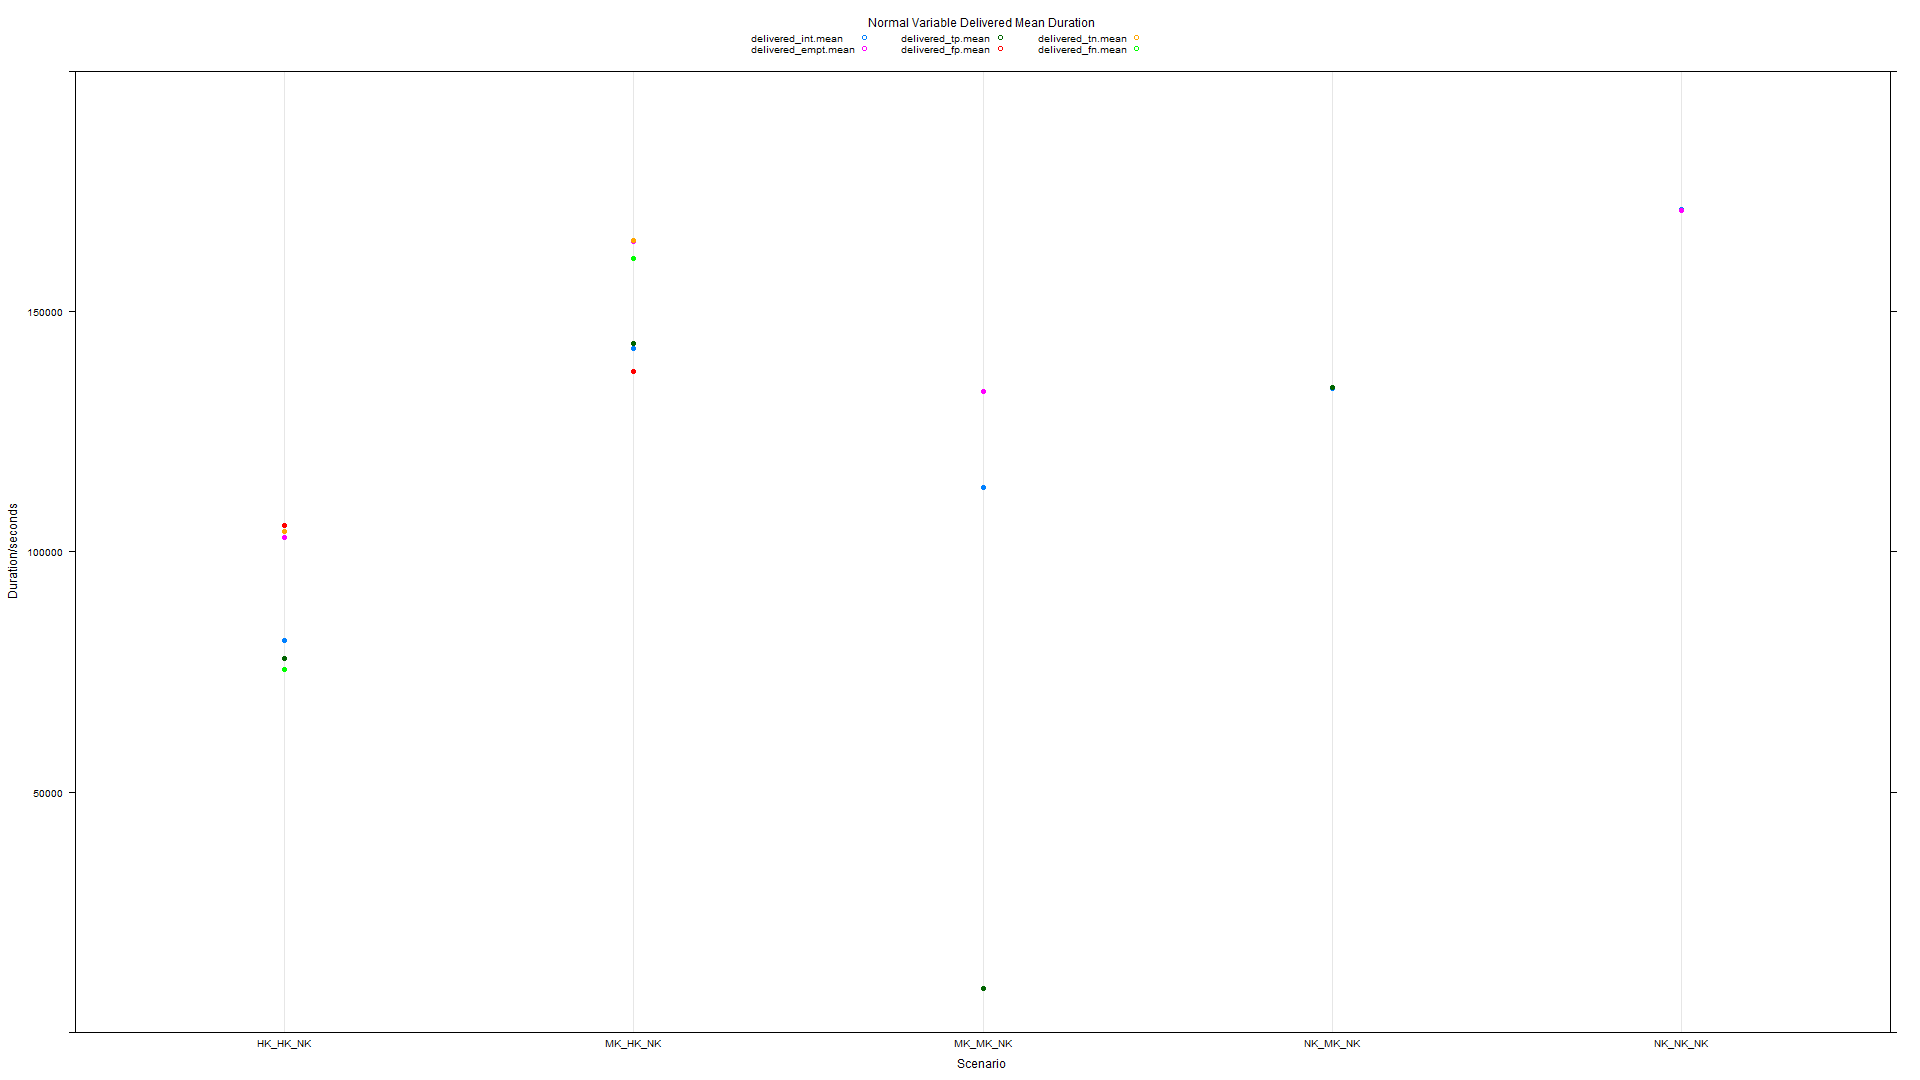 Normal Variable Delivered Mean Duration
delivered_int.mean delivered_tp.mean delivered_tn.mean
delivered_empt.mean delivered_fp.mean delivered_fn.mean
150000
100000
50000
Duration/seconds
HK_HK_NK MK_HK_NK MK_MK_NK NK_MK_NK NK_NK_NK
Scenario